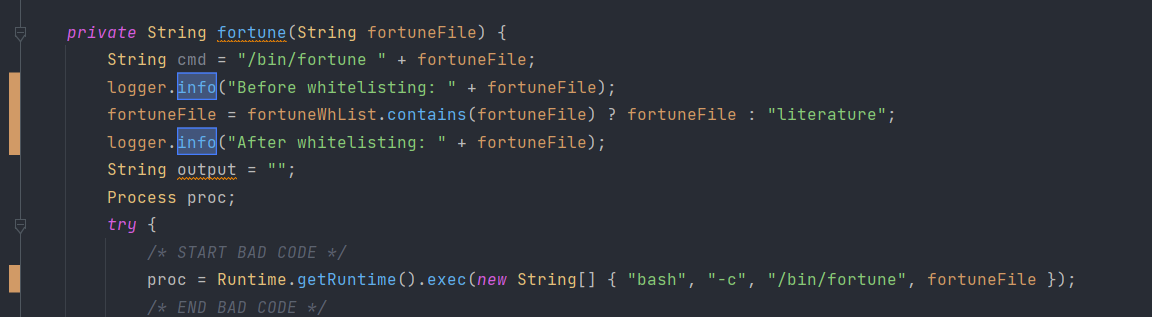 private String fortune(String fortuneFile) {
String cmd = "/bin/fortune " + fortuneFile;
logger.info("Before whitelisting: " + fortuneFile);
fortuneFile = fortuneWhList.contains(fortuneFile) ? fortuneFile : "literature";
logger.info("After whitelisting: " + fortuneFile);
String output = "";
Process proc;
try {
/* START BAD CODE */
proc = Runtime.getRuntime().exec(new String[] { "bash", "-c", "/bin/fortune", fortuneFile });
/* END BAD CODE */